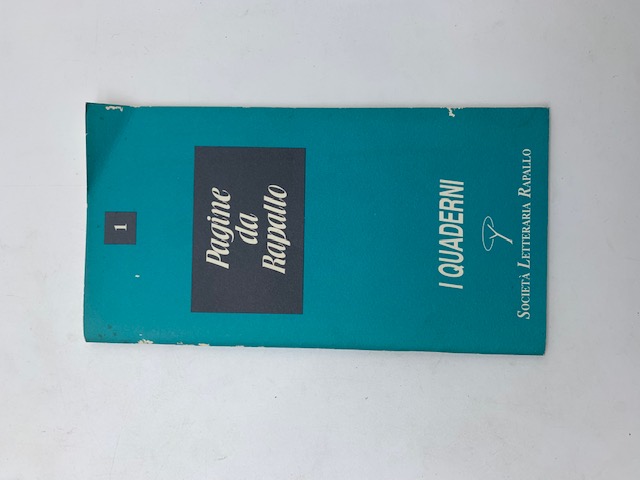 1
Pagine
da
Rapallo
I QUADERNI
SOCIETÀ LETTERARIA RAPALLO